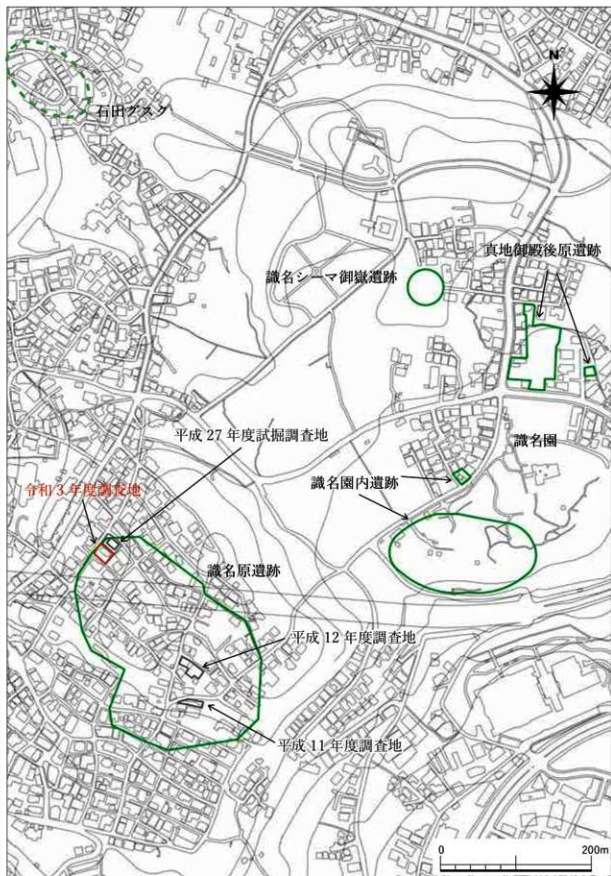 石田グスク
N
真地御殿後原遺跡
識名シーマ御嶽遺跡
平成27年度試掘調査地
識名園
識名園内遺跡
令和3年度調査地
識名原遺跡
平成12年度調査地
平成11年度調査地
0 200m